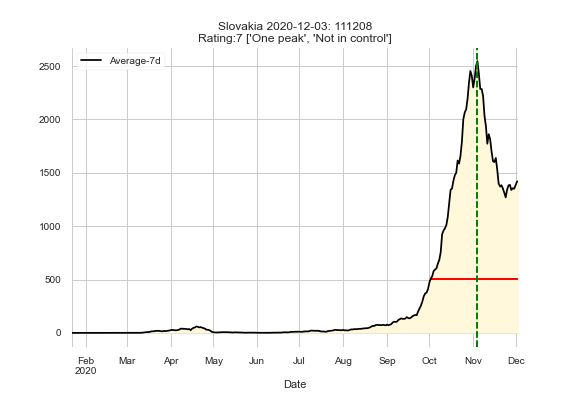 Slovakia 2020-12-03: 111208
Rating:7 ['One peak', 'Not in control']
Average-7d
2500
2000
1500
1000
500
0
Feb Mar Apr May Jun Jul Aug Sep Oct Nov Dec
2020
Date